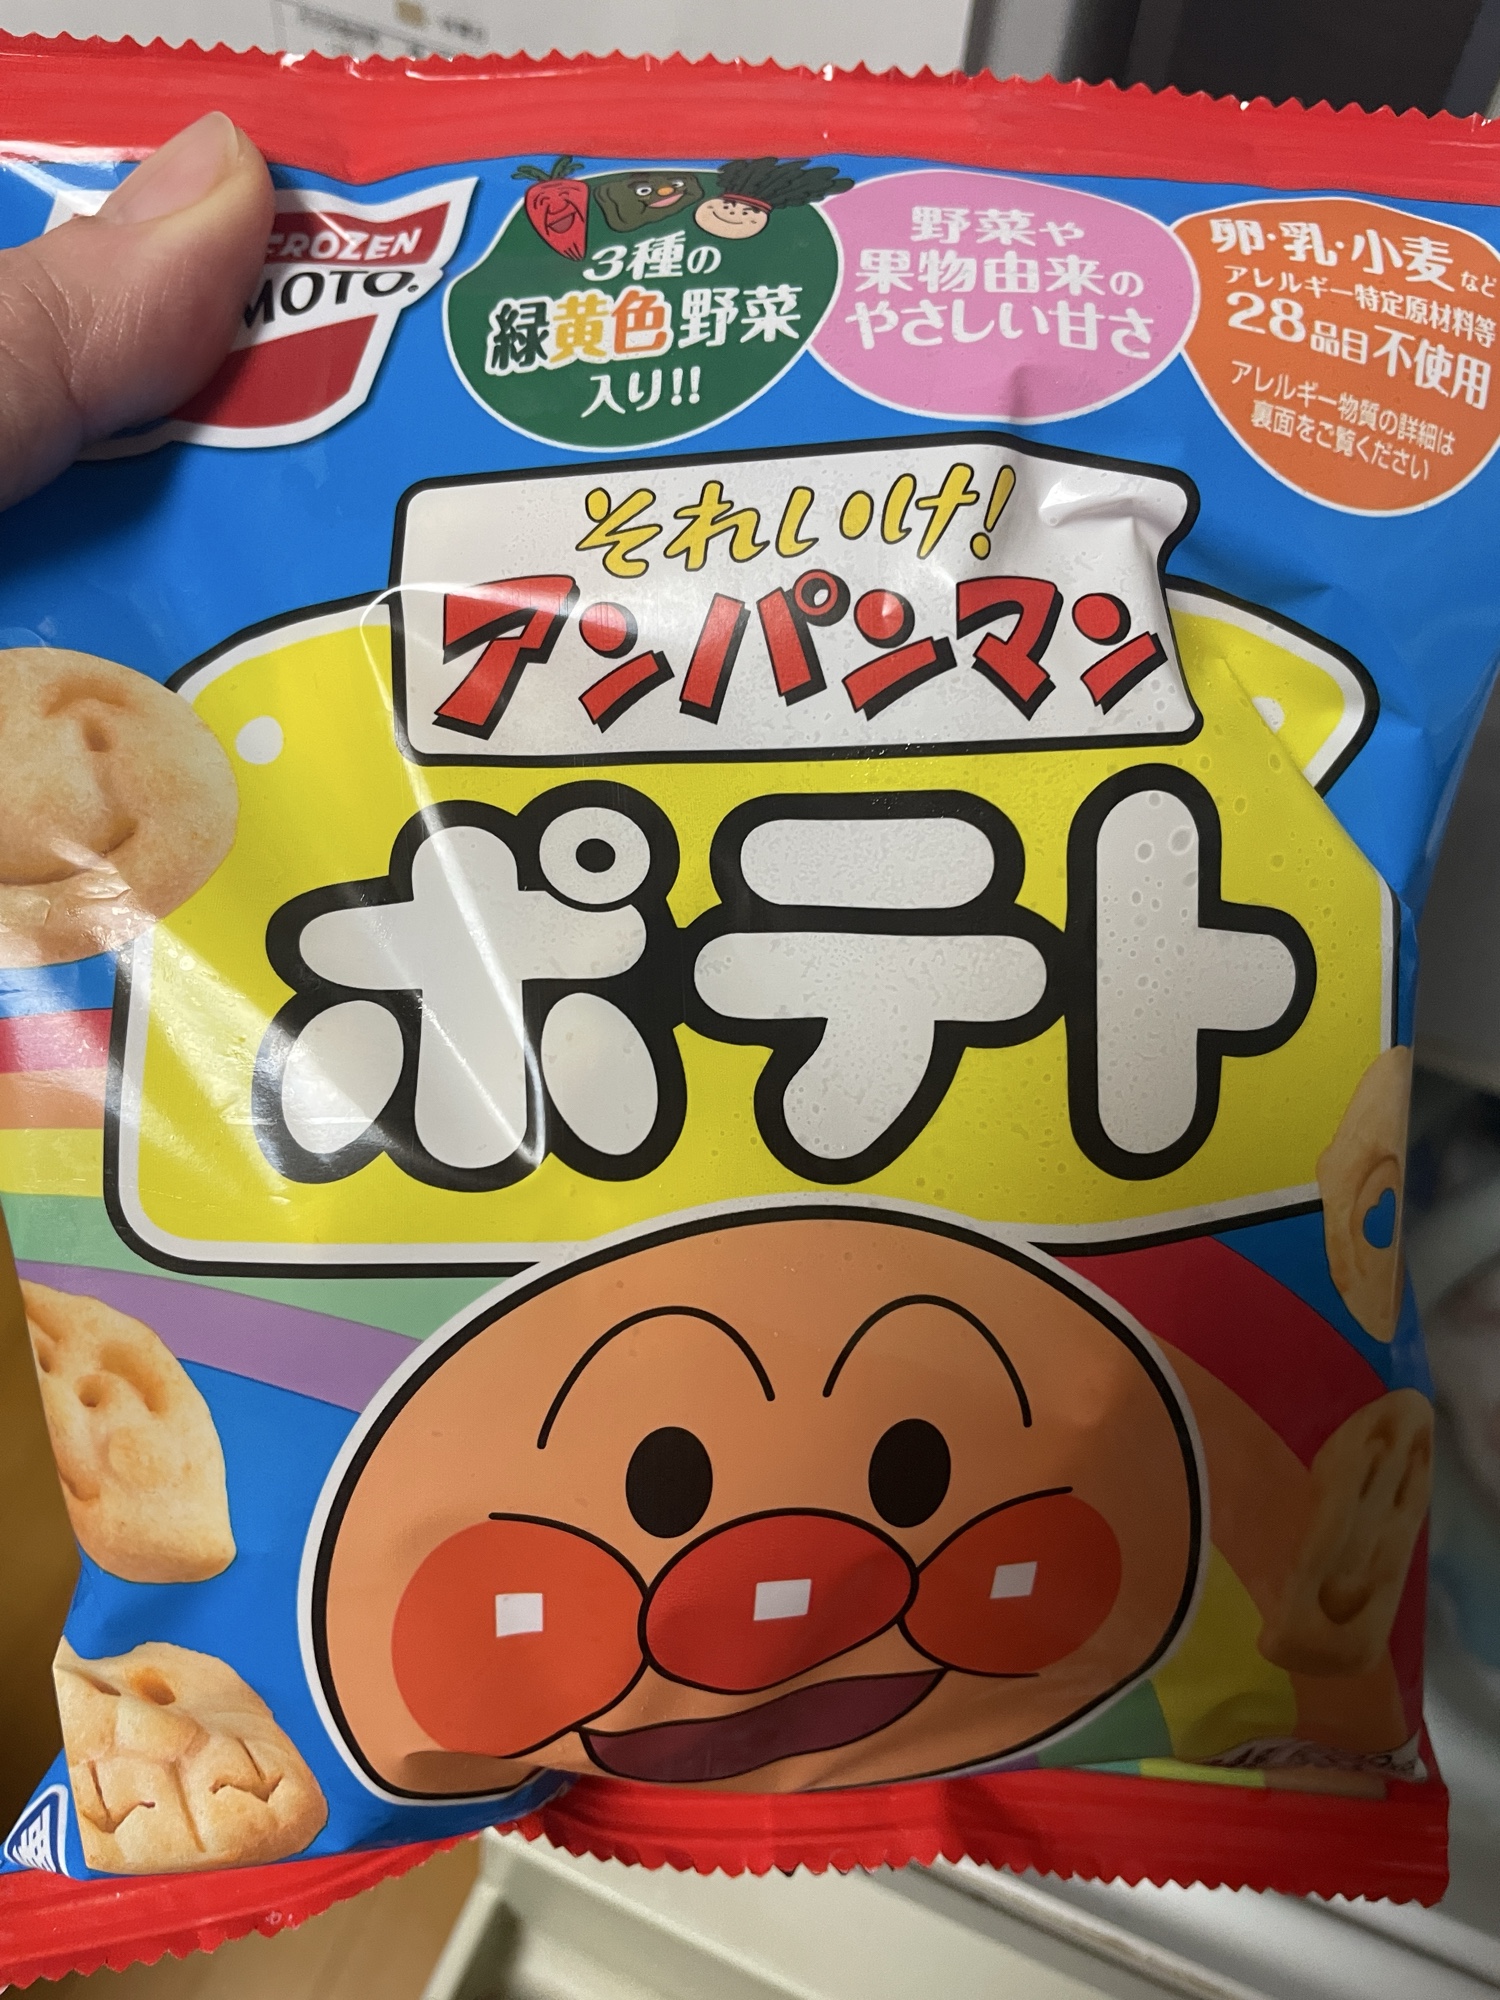 FROZEN
MOTO.
3種の
緑黄色野菜
入り!!
野菜や
果物由来の
やさしい甘さ
卵・乳・小麦など
アレルギー特定原材料等
28品目不使用
アレルギー物質の詳細は
裏面をご覧ください
それいけ!
アンパンマン
ポテト